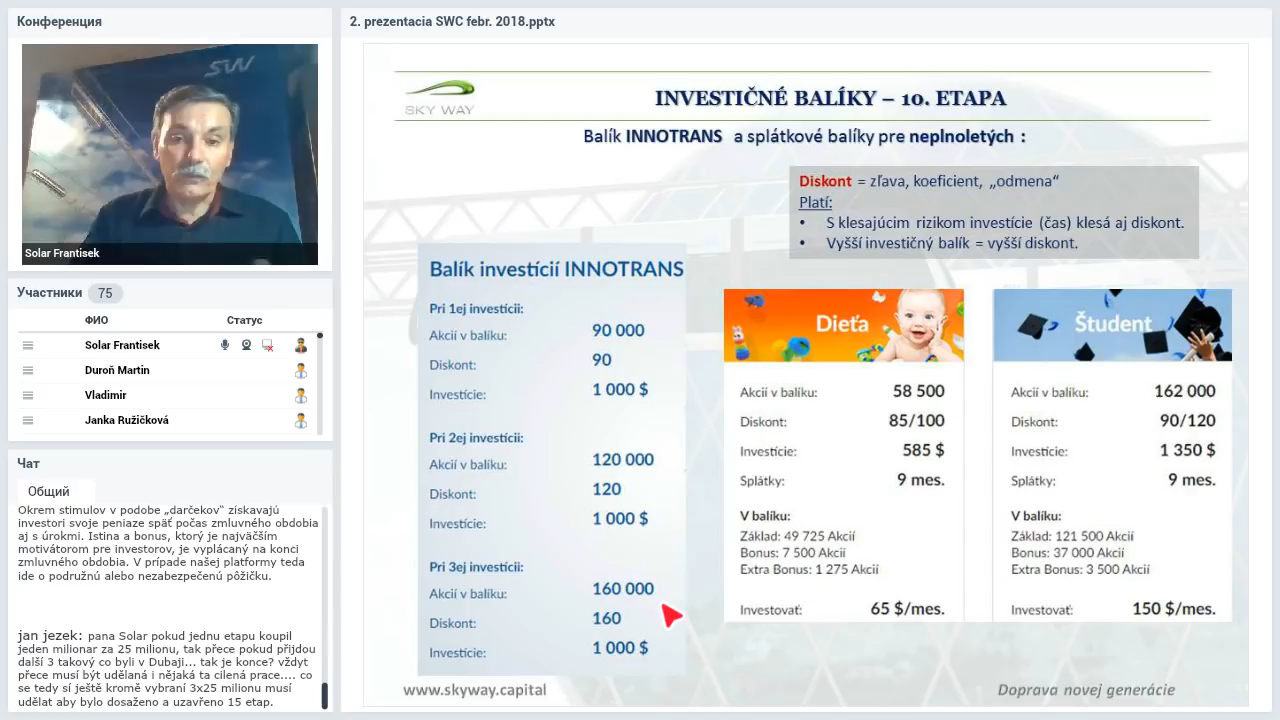 Конференция
SW
Solar Frantisek
Участники 75
ФИО Статус
Solar Frantisek
Duroň Martin
Vladimír
Janka Ružičková
Чат
Общий
Okrem stimulov v podobe „darčekov“ získavajú
investori svoje peniaze späť počas zmluvného obdobia
aj s úrokmi. Istina a bonus, ktorý je najväčším
motivátorom pre investorov, je vyplácaný na konci
zmluvného obdobia. V prípade našej platformy teda
ide o podružnú alebo nezabezpečenú pôžičku.
jan jezek: pana Solar pokud jednu etapu koupil
jeden milionar za 25 milionu, tak přece pokud přijdou
další 3 takový co byli v Dubaji... tak je konce? vždyt
přece musí být udělaná i nějaká ta cilená prace.... co
se tedy sí ještě kromě vybraní 3x25 milionu musí
udělat aby bylo dosaženo a uzavřeno 15 etap.
2. prezentacia SWC febr. 2018.pptx
SKY WAY
INVESTIČNÉ BALÍKY – 10. ETAPA
Balík INNOTRANS a splátkové balíky pre neplnoletých :
Diskont = zľava, koeficient, „odmena“
Platí:
• S klesajúcim rizikom investície (čas) klesá aj diskont.
• Vyšší investičný balík = vyšší diskont.
Balík investícií INNOTRANS
Pri 1ej investícii:
Akcií v balíku: 90 000
Diskont: 90
Investície: 1 000 $
Pri 2ej investícii:
Akcií v balíku: 120 000
Diskont: 120
Investície: 1 000 $
Pri 3ej investícii:
Akcií v balíku: 160 000
Diskont: 160
Investície: 1 000 $
Dieťa
Akcií v balíku: 58 500
Diskont: 85/100
Investície: 585 $
Splátky: 9 mes.
V balíku:
Základ: 49 725 Akcií
Bonus: 7 500 Akcií
Extra Bonus: 1 275 Akcií
Investovať: 65 $/mes.
Študent
Akcií v balíku: 162 000
Diskont: 90/120
Investície: 1 350 $
Splátky: 9 mes.
V balíku:
Základ: 121 500 Akcií
Bonus: 37 000 Akcií
Extra Bonus: 3 500 Akcií
Investovať: 150 $/mes.
www.skyway.capital
Doprava novej generácie